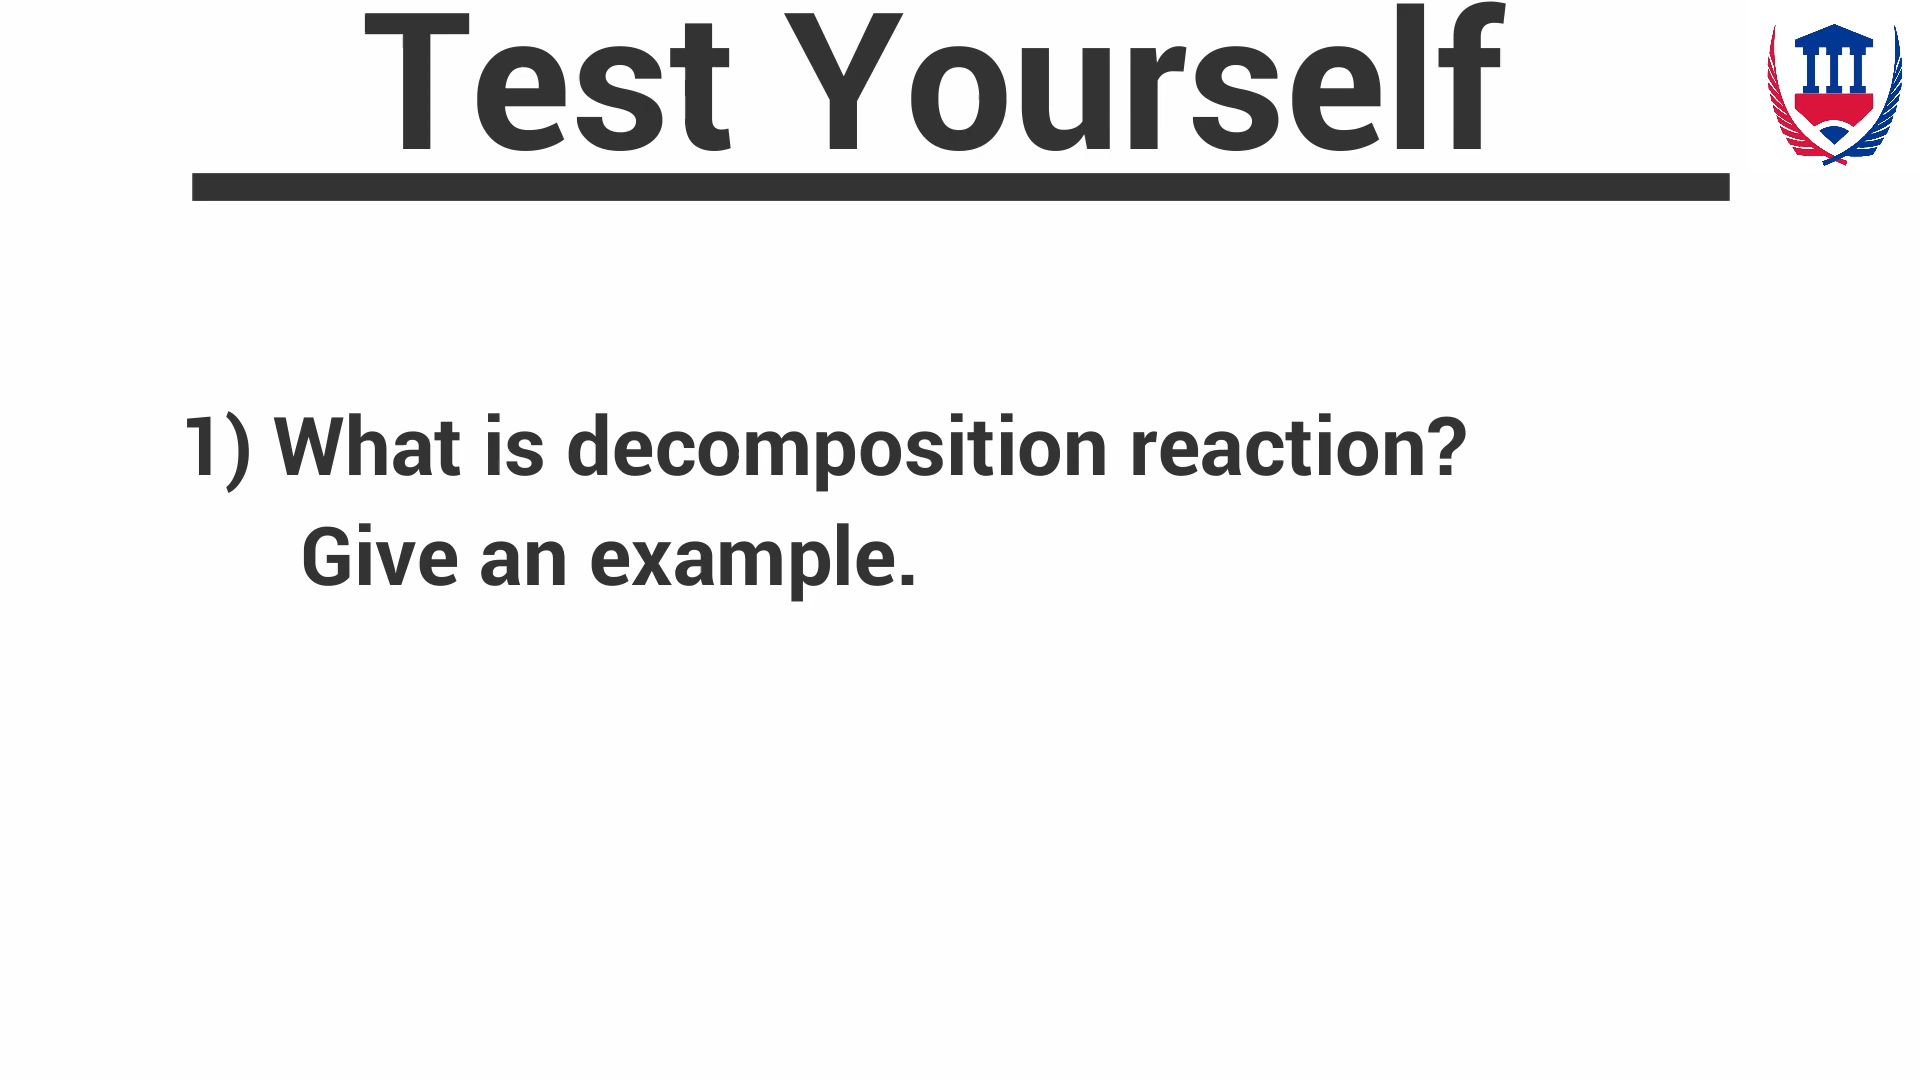 Test Yourself
1) What is decomposition reaction?
Give an example.